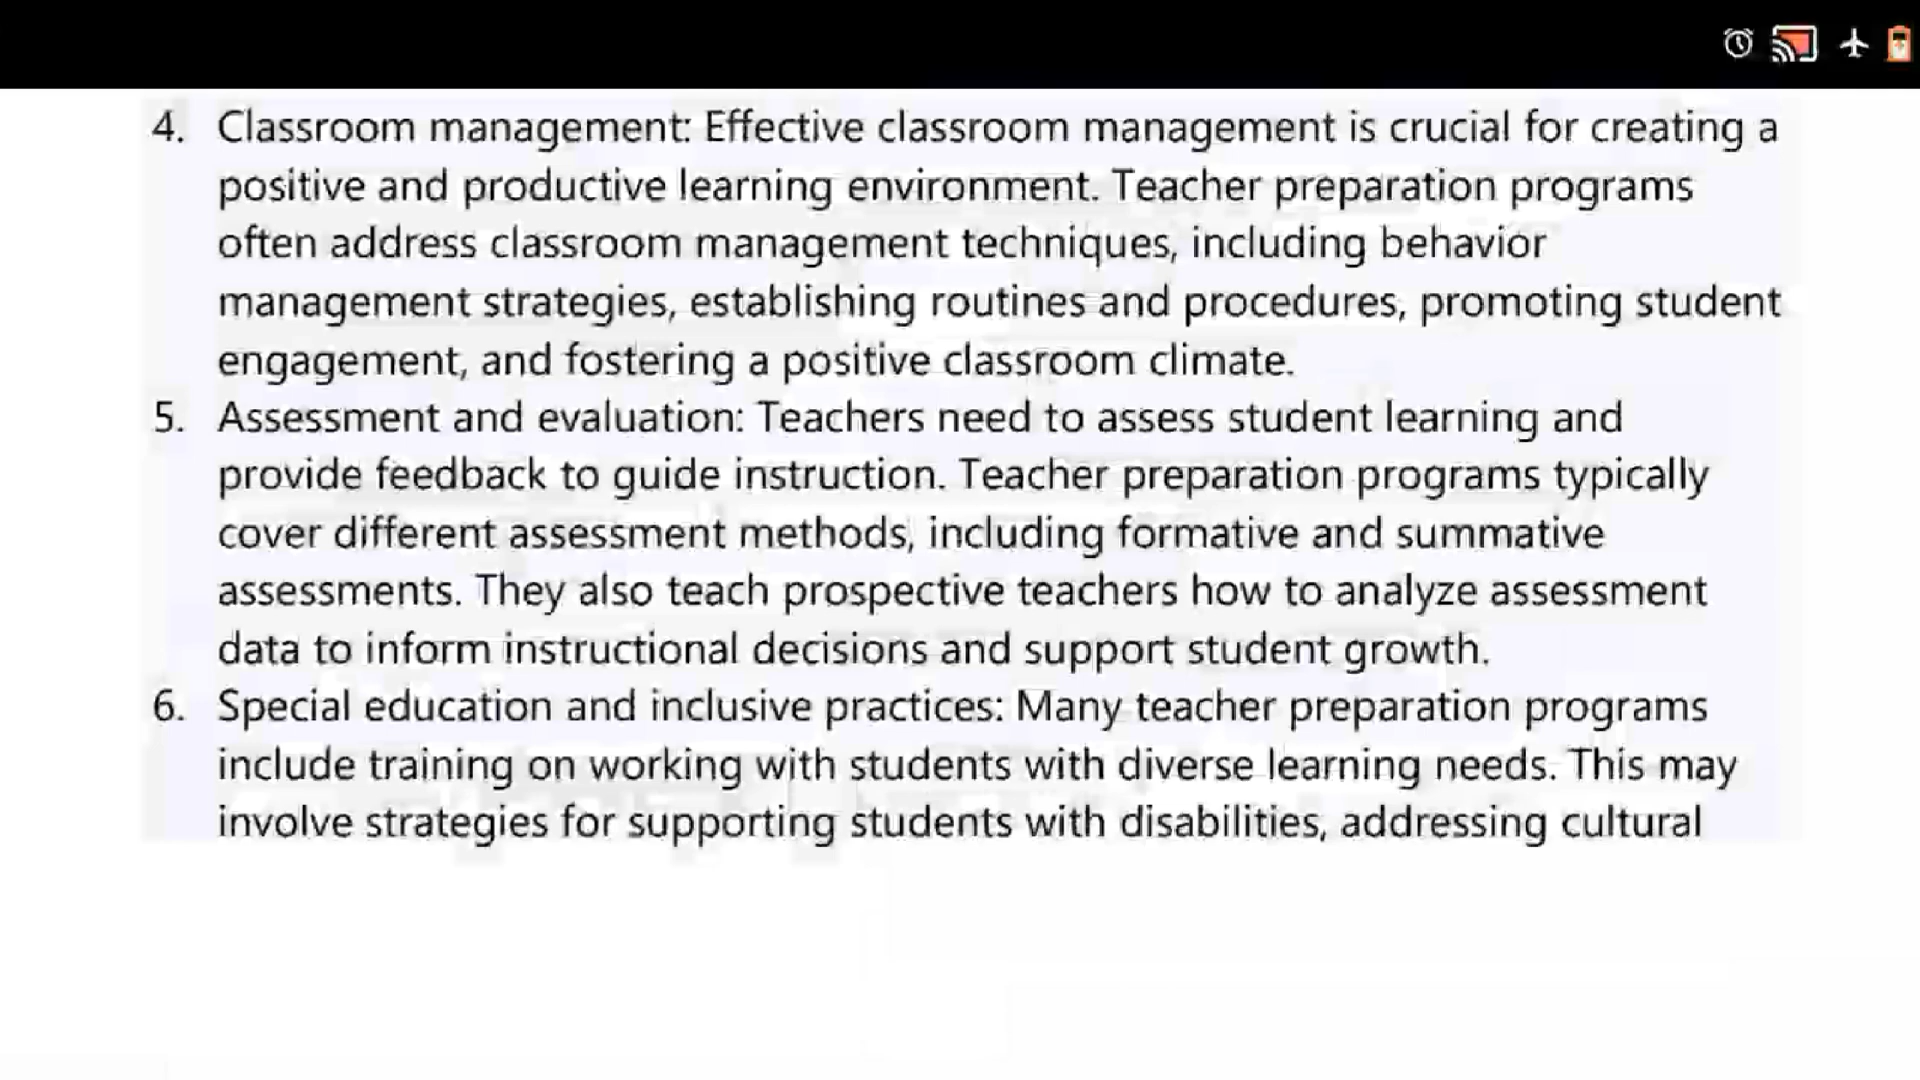 4. Classroom management: Effective classroom management is crucial for creating a
positive and productive learning environment. Teacher preparation programs
often address classroom management techniques, including behavior
management strategies, establishing routines and procedures, promoting student
engagement, and fostering a positive classroom climate.
5. Assessment and evaluation: Teachers need to assess student learning and
provide feedback to guide instruction. Teacher preparation programs typically
cover different assessment methods, including formative and summative
assessments. They also teach prospective teachers how to analyze assessment
data to inform instructional decisions and support student growth.
6. Special education and inclusive practices: Many teacher preparation programs
include training on working with students with diverse learning needs. This may
involve strategies for supporting students with disabilities, addressing cultural